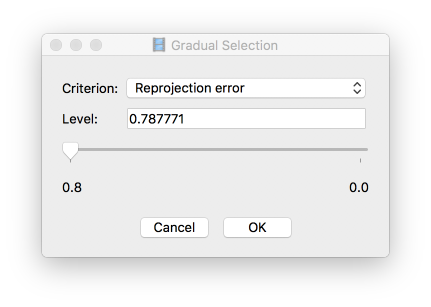 Gradual Selection
Criterion: Reprojection error
Level: 0.787771
0.8 0.0
Cancel OK